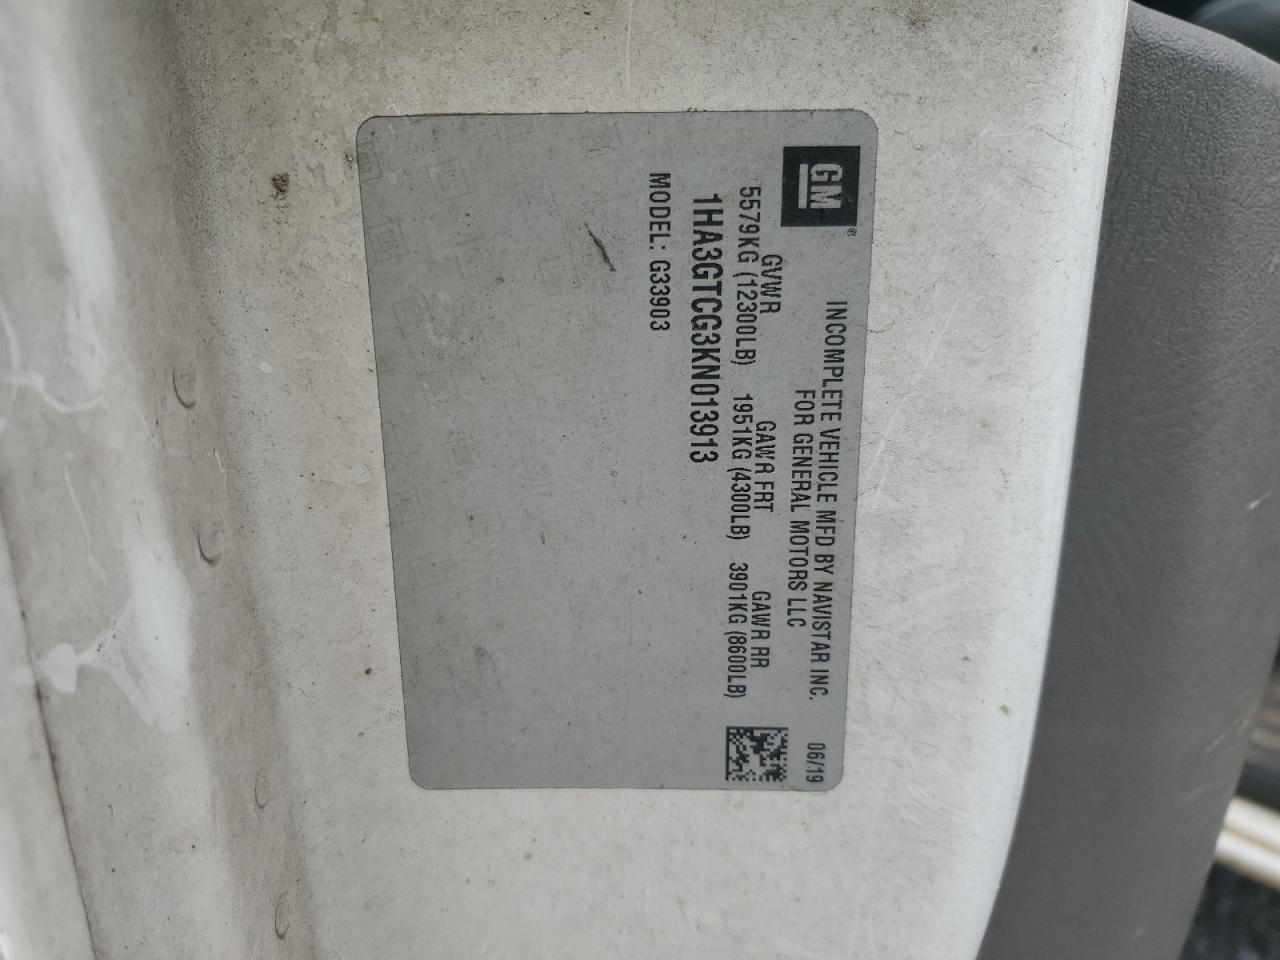 GM®
INCOMPLETE VEHICLE MFD BY NAVISTAR INC. 06/19
FOR GENERAL MOTORS LLC
GVWR GAWR FRT GAWR RR
5579KG (12300LB) 1951KG (4300LB) 3901KG (8600LB)
1HA3GTCG3KN013913
MODEL: G33903